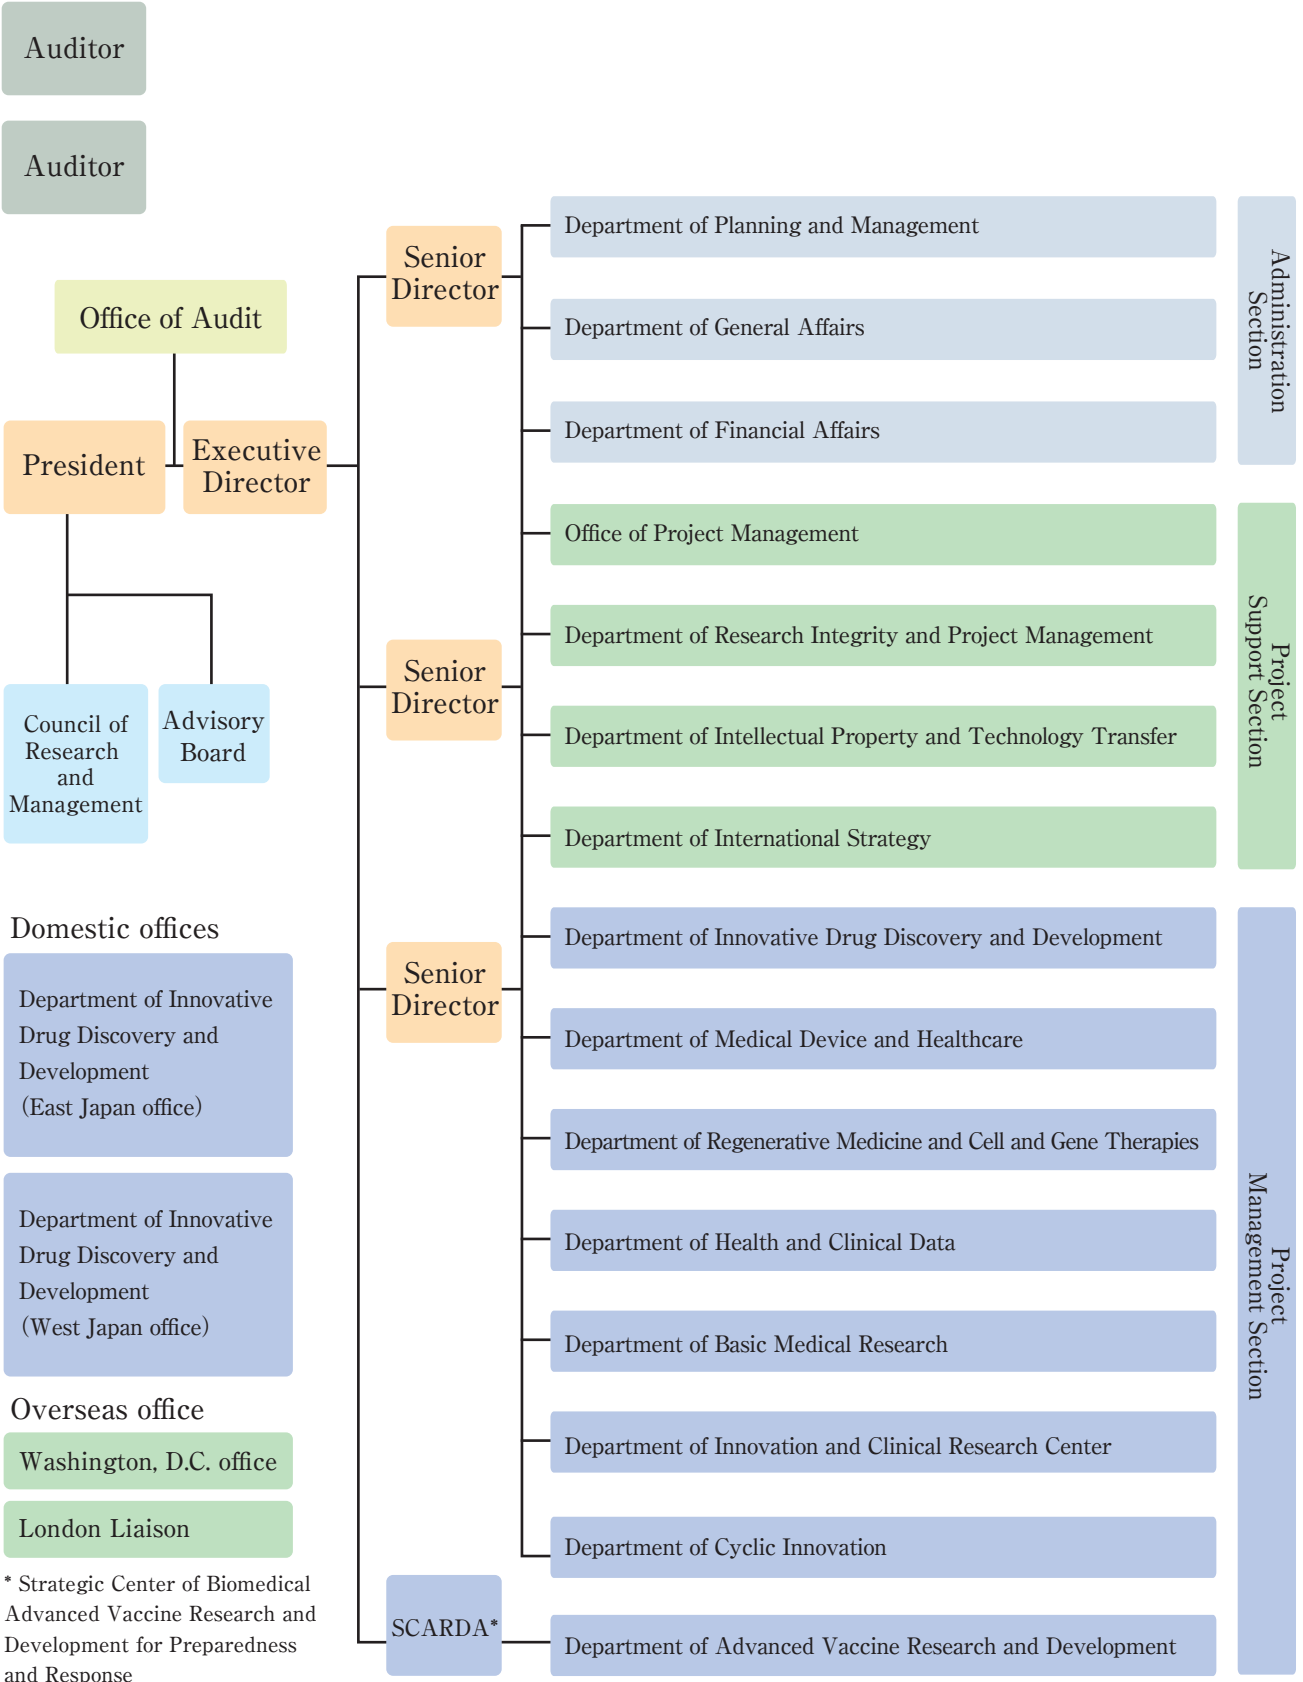 Auditor
Auditor
Office of Audit
President
Executive
Director
Council of
Research
and
Management
Advisory
Board
Senior
Director
Senior
Director
Senior
Director
SCARDA*
Department of Planning and Management
Department of General Affairs
Department of Financial Affairs
Administration
Section
Office of Project Management
Department of Research Integrity and Project Management
Department of Intellectual Property and Technology Transfer
Department of International Strategy
Project
Support Section
Department of Innovative Drug Discovery and Development
Department of Medical Device and Healthcare
Department of Regenerative Medicine and Cell and Gene Therapies
Department of Health and Clinical Data
Department of Basic Medical Research
Department of Innovation and Clinical Research Center
Department of Cyclic Innovation
Department of Advanced Vaccine Research and Development
Project
Management Section
Domestic offices
Department of Innovative
Drug Discovery and
Development
(East Japan office)
Department of Innovative
Drug Discovery and
Development
(West Japan office)
Overseas office
Washington, D.C. office
London Liaison
* Strategic Center of Biomedical
Advanced Vaccine Research and
Development for Preparedness
and Response